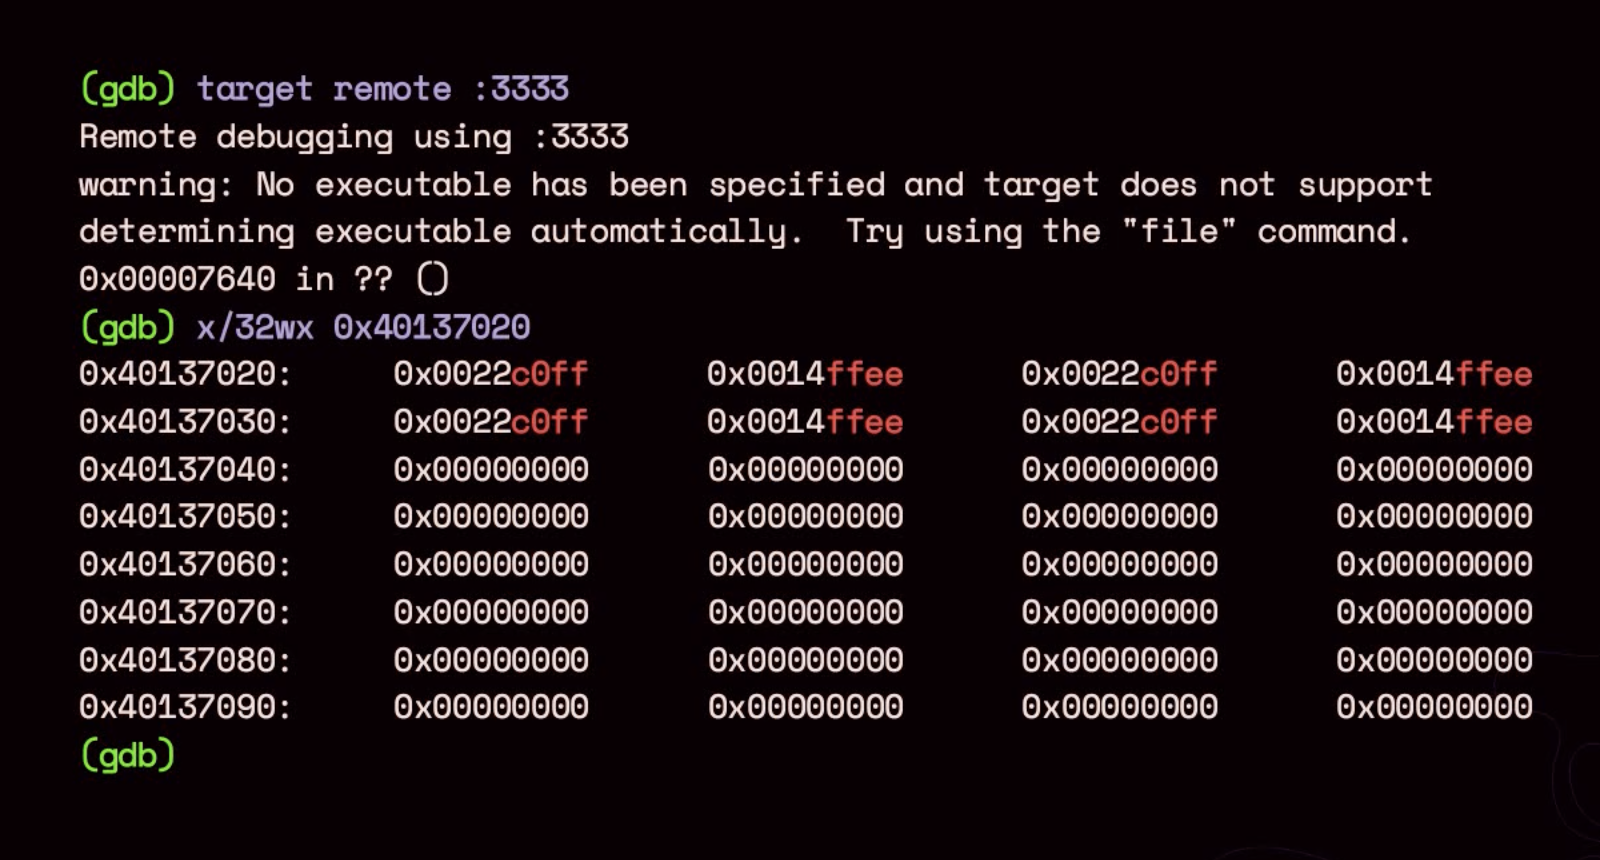 (gdb) target remote :3333
Remote debugging using :3333
warning: No executable has been specified and target does not support
determining executable automatically.  Try using the "file" command.
0x00007640 in ?? ()
(gdb) x/32wx 0x40137020
0x40137020:     0x0022c0ff      0x0014ffee      0x0022c0ff      0x0014ffee
0x40137030:     0x0022c0ff      0x0014ffee      0x0022c0ff      0x0014ffee
0x40137040:     0x00000000      0x00000000      0x00000000      0x00000000
0x40137050:     0x00000000      0x00000000      0x00000000      0x00000000
0x40137060:     0x00000000      0x00000000      0x00000000      0x00000000
0x40137070:     0x00000000      0x00000000      0x00000000      0x00000000
0x40137080:     0x00000000      0x00000000      0x00000000      0x00000000
0x40137090:     0x00000000      0x00000000      0x00000000      0x00000000
(gdb)